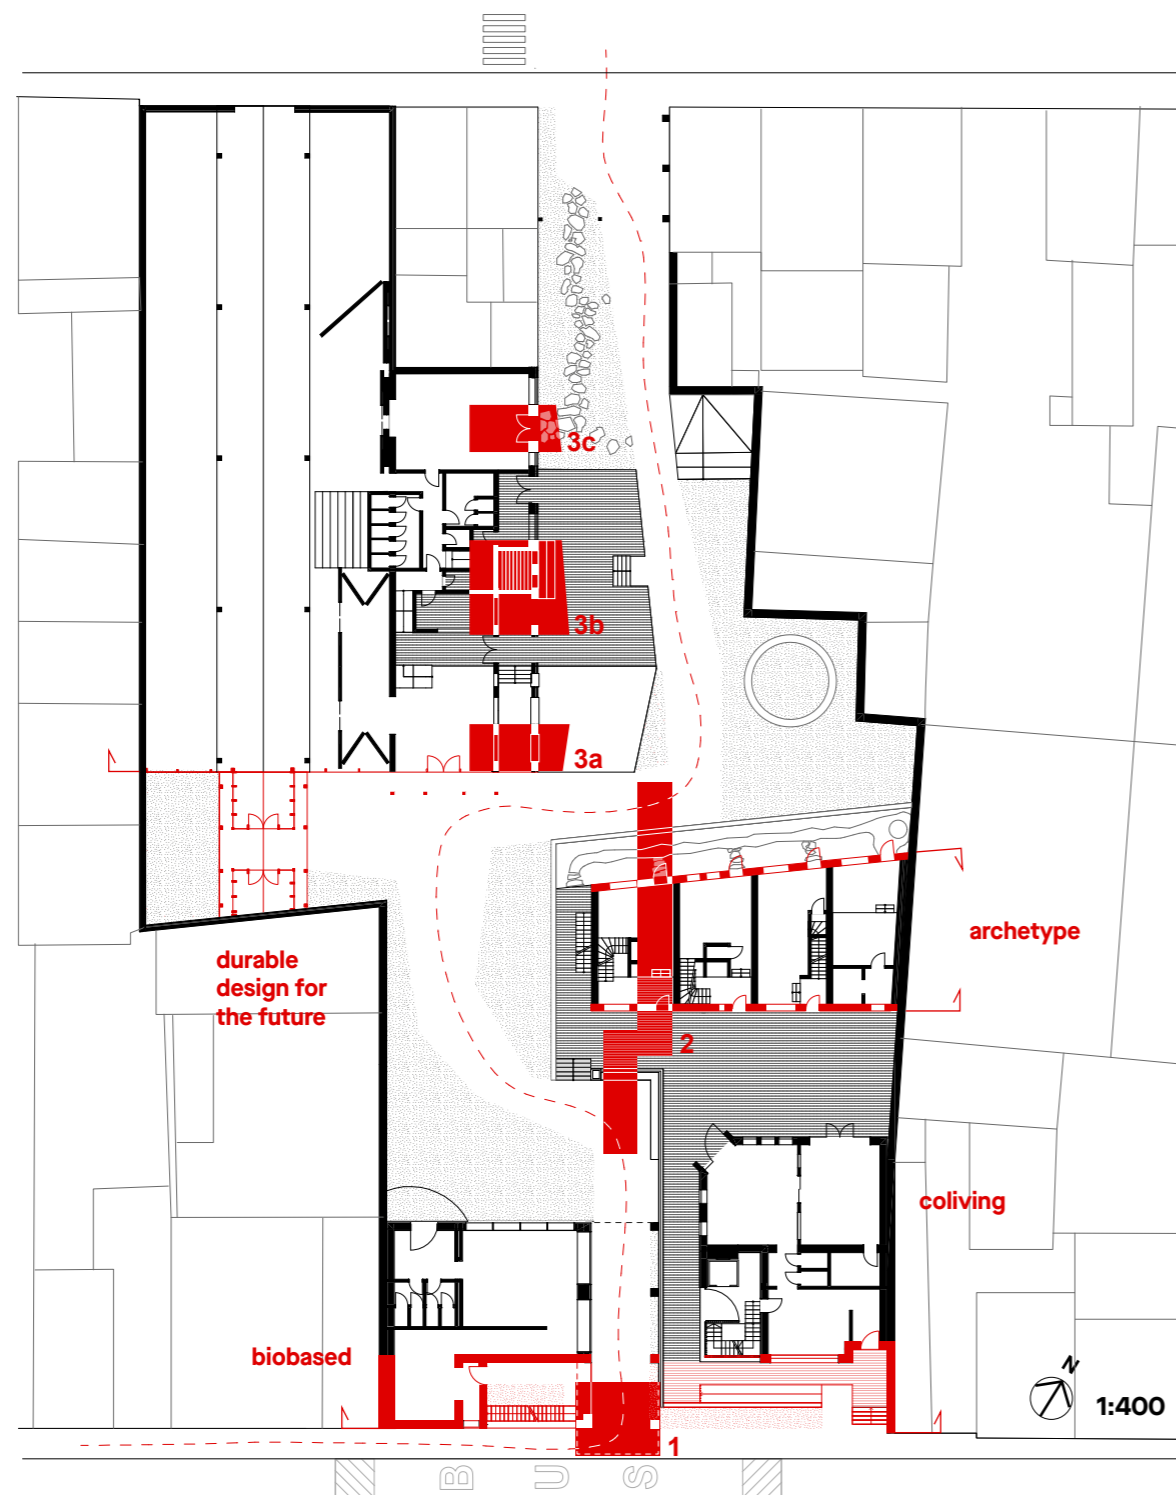 3c
3b
3a
archetype
durable
design for
the future
2
coliving
biobased
N
1:400
1
BUS